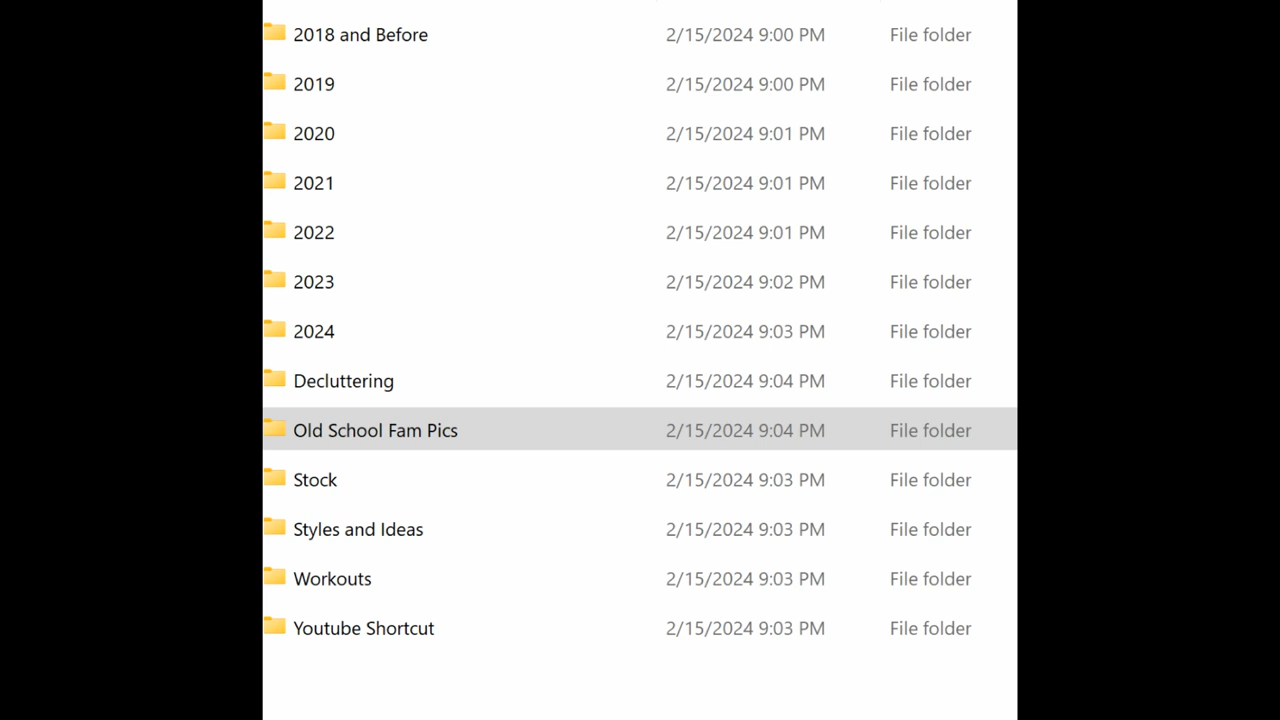 2018 and Before 2/15/2024 9:00 PM File folder
2019 2/15/2024 9:00 PM File folder
2020 2/15/2024 9:01 PM File folder
2021 2/15/2024 9:01 PM File folder
2022 2/15/2024 9:01 PM File folder
2023 2/15/2024 9:02 PM File folder
2024 2/15/2024 9:03 PM File folder
Decluttering 2/15/2024 9:04 PM File folder
Old School Fam Pics 2/15/2024 9:04 PM File folder
Stock 2/15/2024 9:03 PM File folder
Styles and Ideas 2/15/2024 9:03 PM File folder
Workouts 2/15/2024 9:03 PM File folder
Youtube Shortcut 2/15/2024 9:03 PM File folder